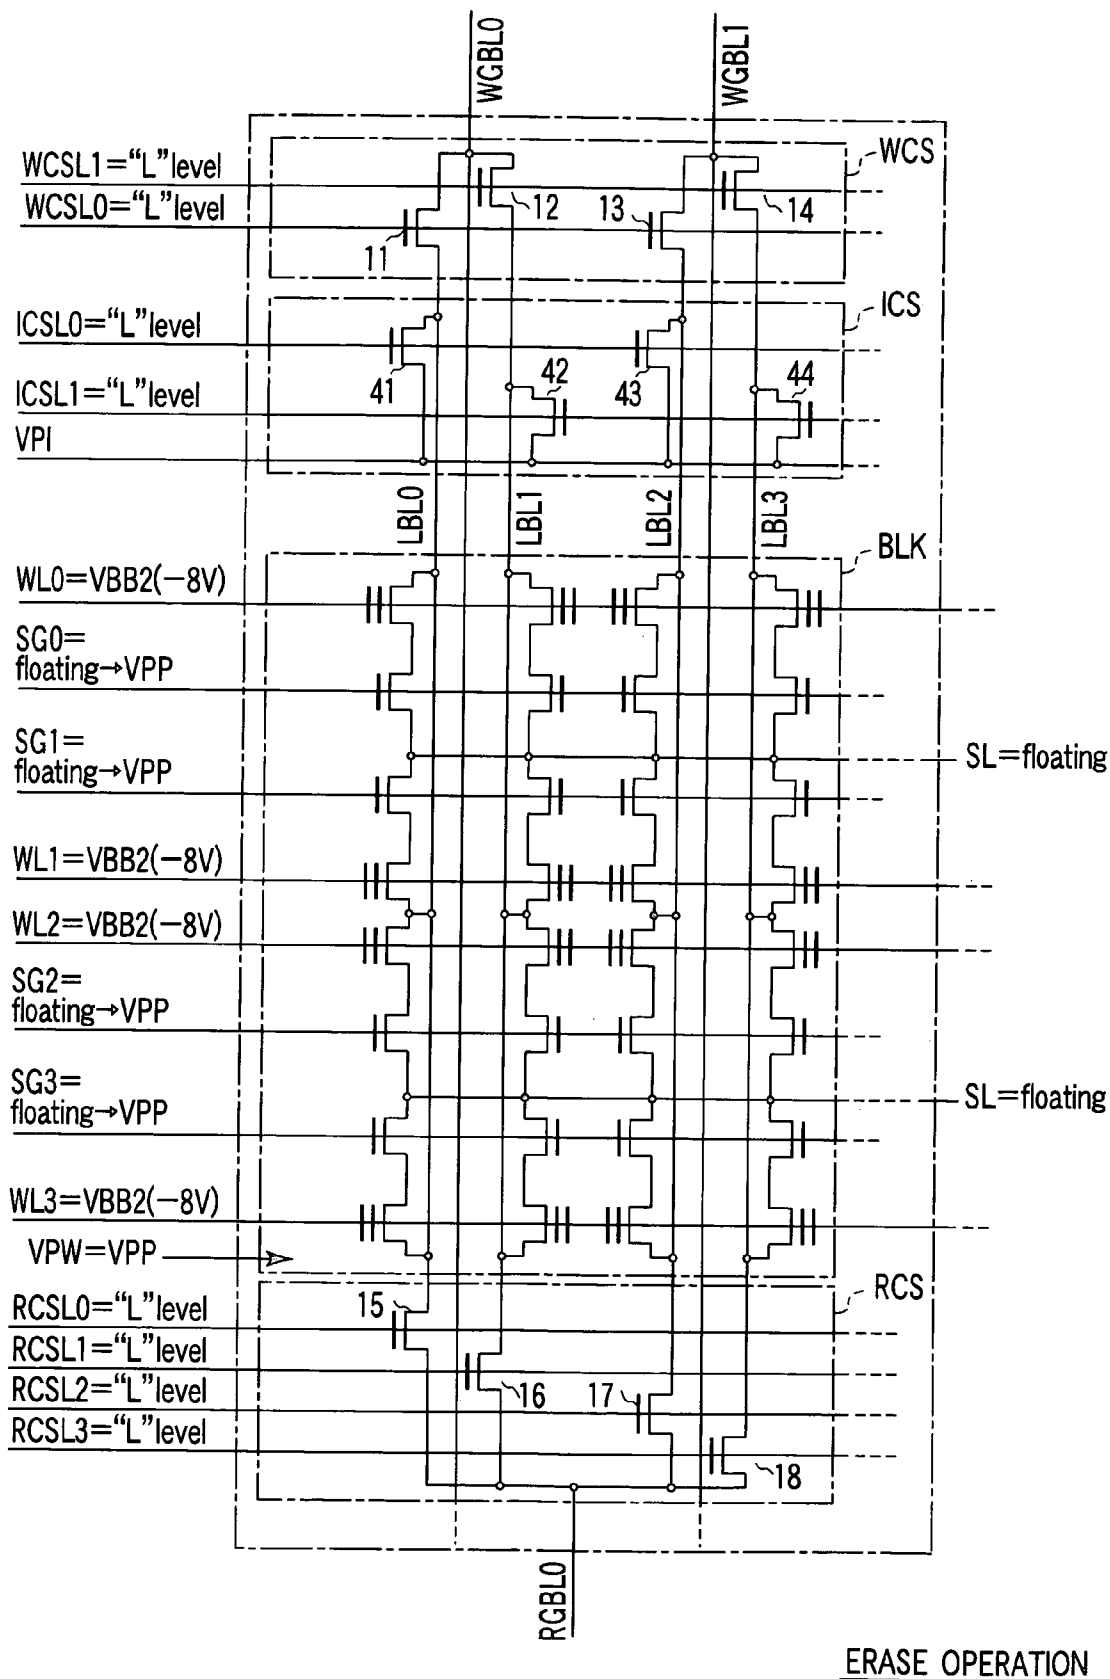 WGBL0
WGBL1
WCS
WCSL1="L"level
WCSL0="L"level
12
13
14
11
ICS
ICSL0="L"level
41
42
43
44
ICSL1="L"level
VPI
LBL0
LBL1
LBL2
LBL3
BLK
WL0=VBB2(−8V)
SG0=
floating→VPP
SG1=
floating→VPP
SL=floating
WL1=VBB2(−8V)
WL2=VBB2(−8V)
SG2=
floating→VPP
SG3=
floating→VPP
SL=floating
WL3=VBB2(−8V)
VPW=VPP
RCS
RCSL0="L"level
15
RCSL1="L"level
16
RCSL2="L"level
17
RCSL3="L"level
18
RGBL0
ERASE OPERATION